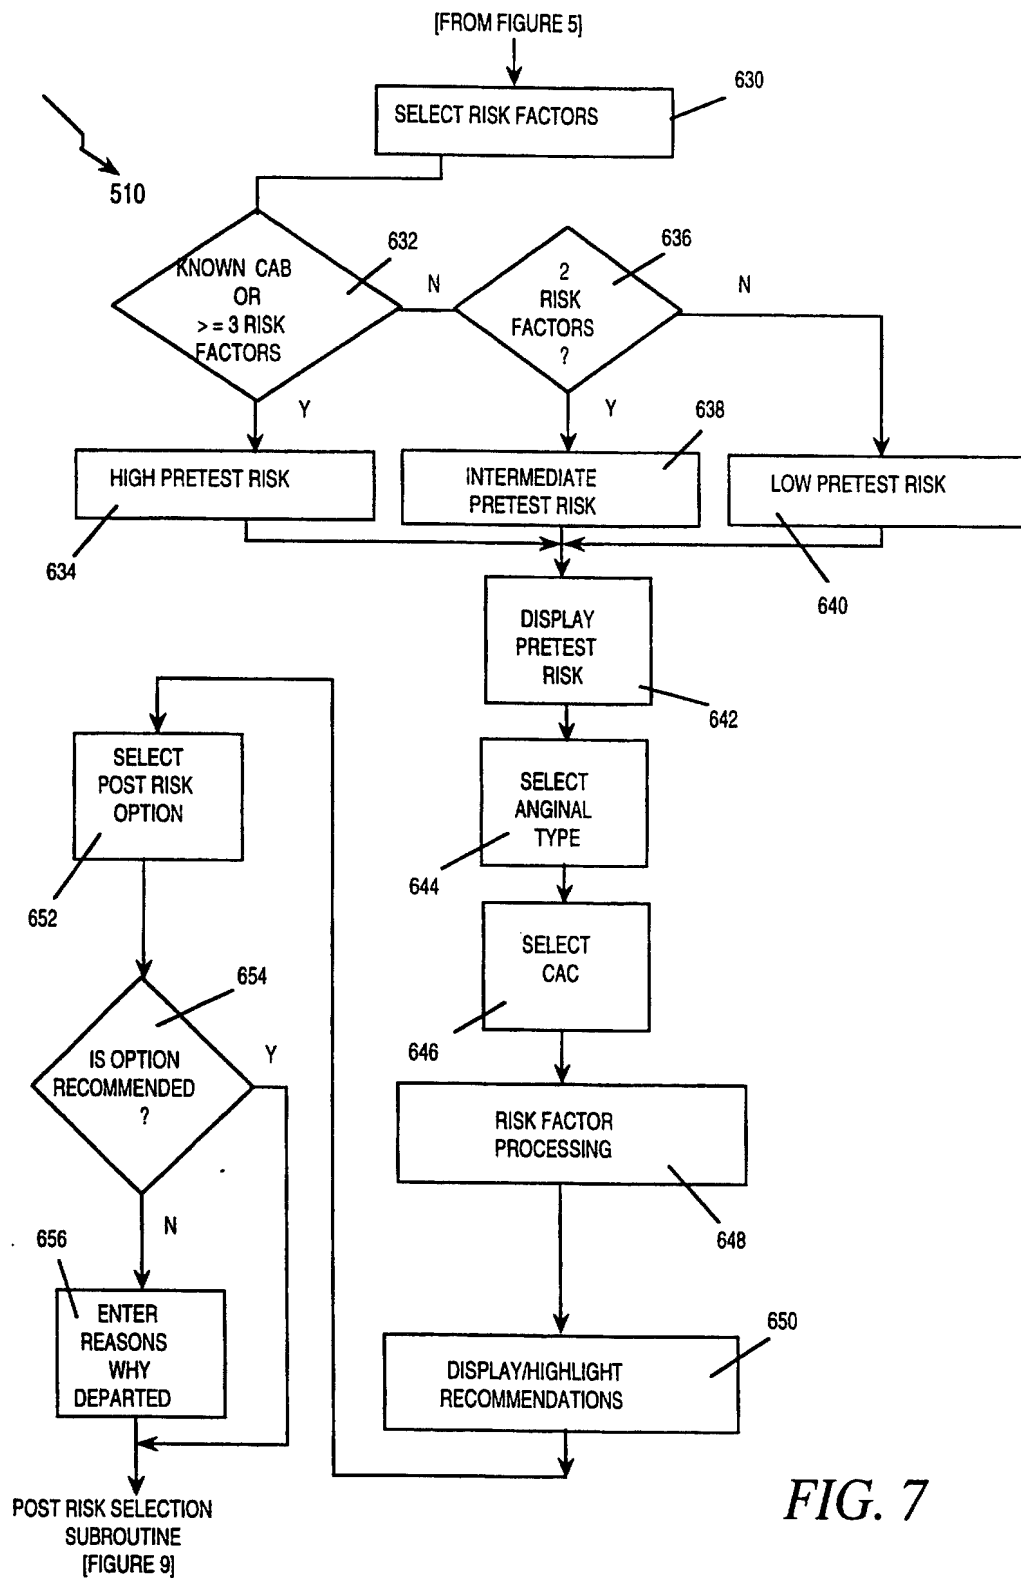 [FROM FIGURE 5]
630
SELECT RISK FACTORS
510
632
636
KNOWN CAB
OR
> = 3 RISK
FACTORS
N
2
RISK
FACTORS
?
N
Y
Y
638
HIGH PRETEST RISK
INTERMEDIATE
PRETEST RISK
LOW PRETEST RISK
634
640
DISPLAY
PRETEST
RISK
642
SELECT
POST RISK
OPTION
SELECT
ANGINAL
TYPE
644
652
SELECT
CAC
654
646
IS OPTION
RECOMMENDED
?
Y
RISK FACTOR
PROCESSING
N
656
648
ENTER
REASONS
WHY
DEPARTED
650
DISPLAY/HIGHLIGHT
RECOMMENDATIONS
POST RISK SELECTION
SUBROUTINE
[FIGURE 9]
FIG. 7